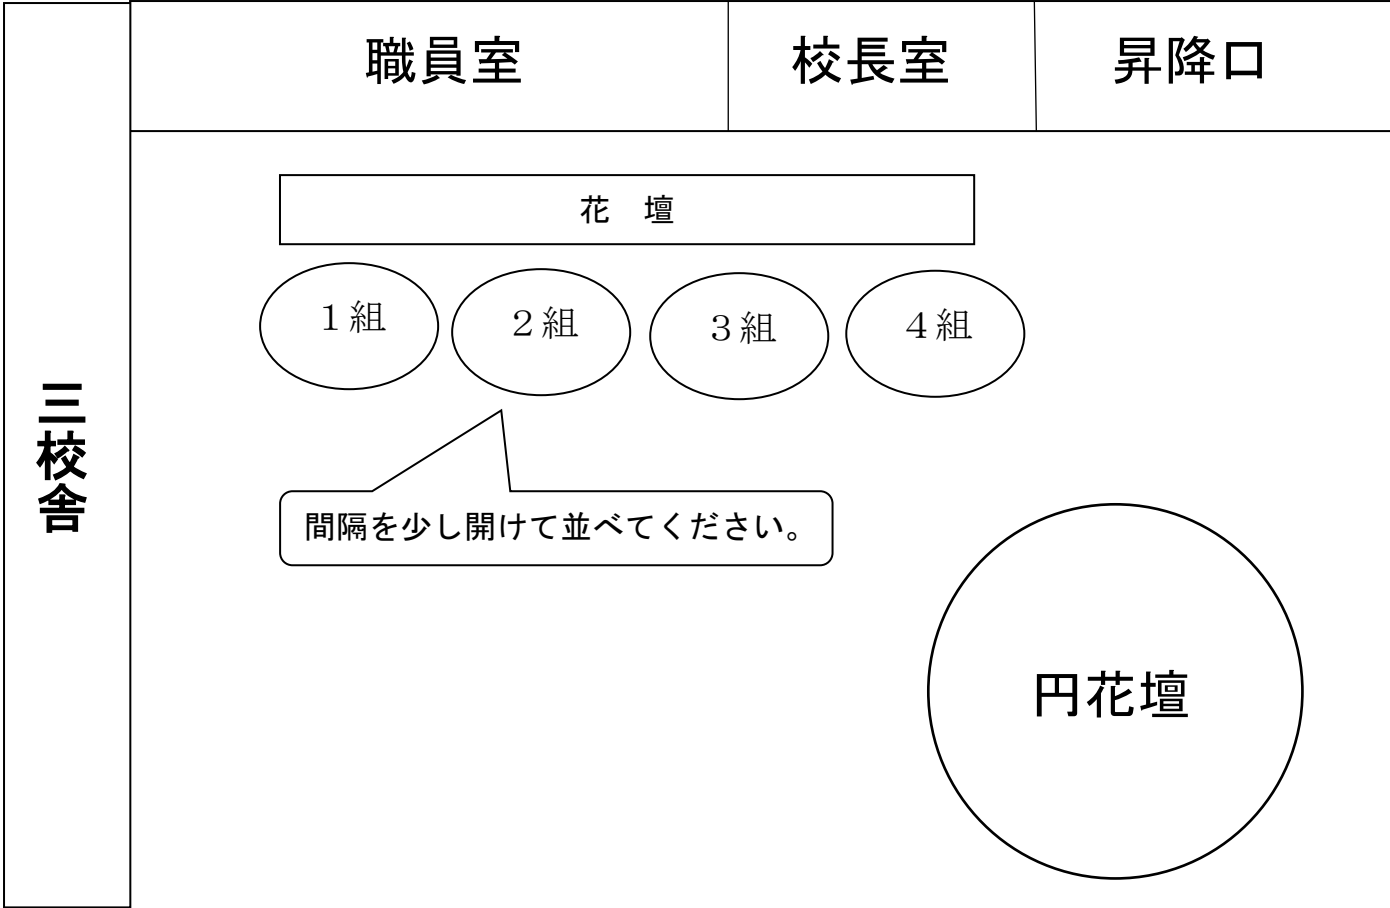 職員室
校長室
昇降口
花　壇
１組
２組
３組
４組
三校舎
間隔を少し開けて並べてください。
円花壇